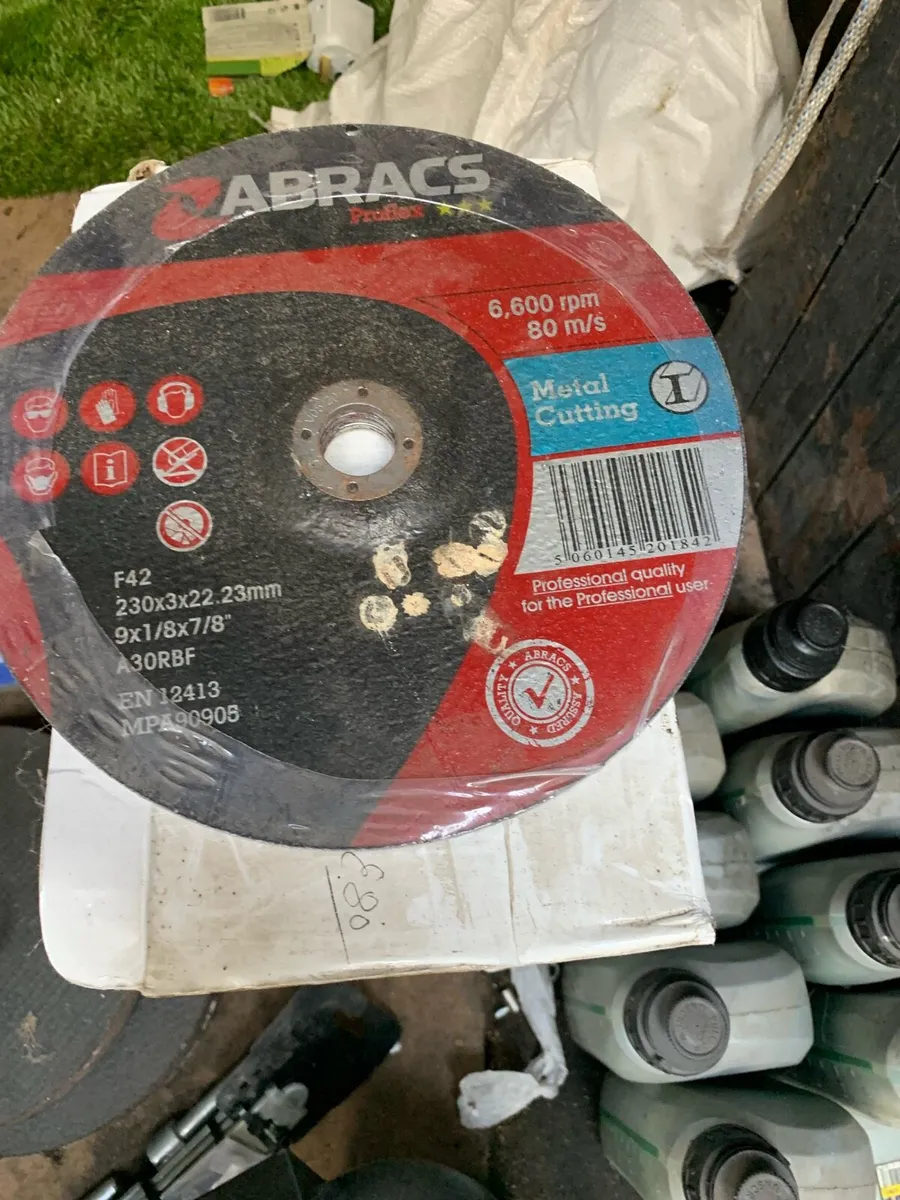 ABRACS
Proflex
6,600 rpm
80 m/s
Metal
Cutting
5 060145 201842
Professional quality
for the Professional user
F42
230x3x22.23mm
9x1/8x7/8"
A30RBF
EN 12413
MPA90905
ABRACS
QUALITY ASSURED